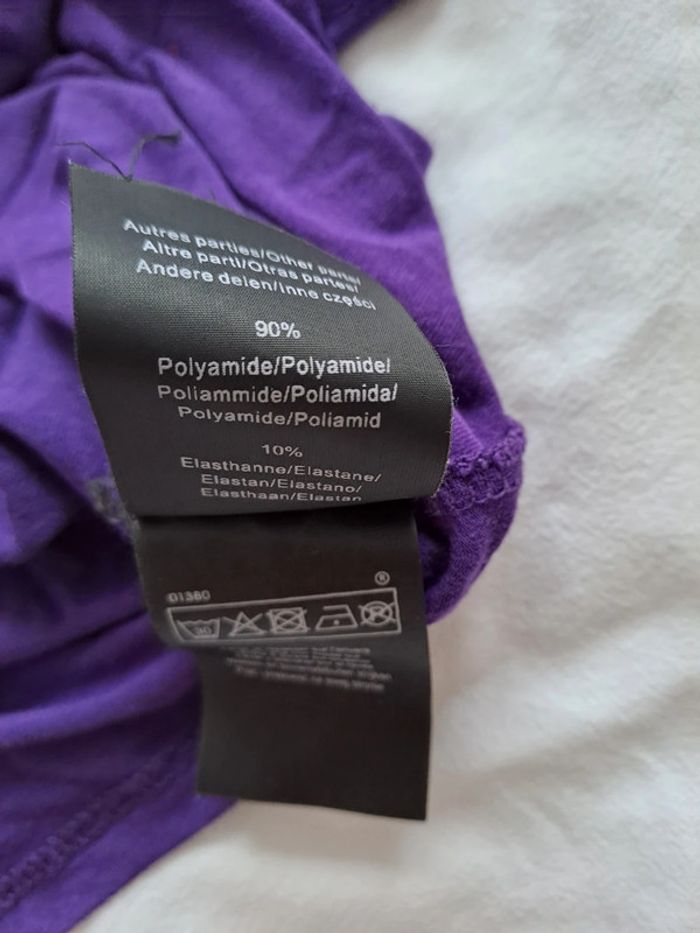 Autres parties/Other parts/
Altre parti/Otras partes/
Andere delen/Inne części
90%
Polyamide/Polyamide/
Poliammide/Poliamida/
Polyamide/Poliamid
10%
Elasthanne/Elastane/
Elastan/Elastano/
Elasthaan/Elastan
®
01360
30